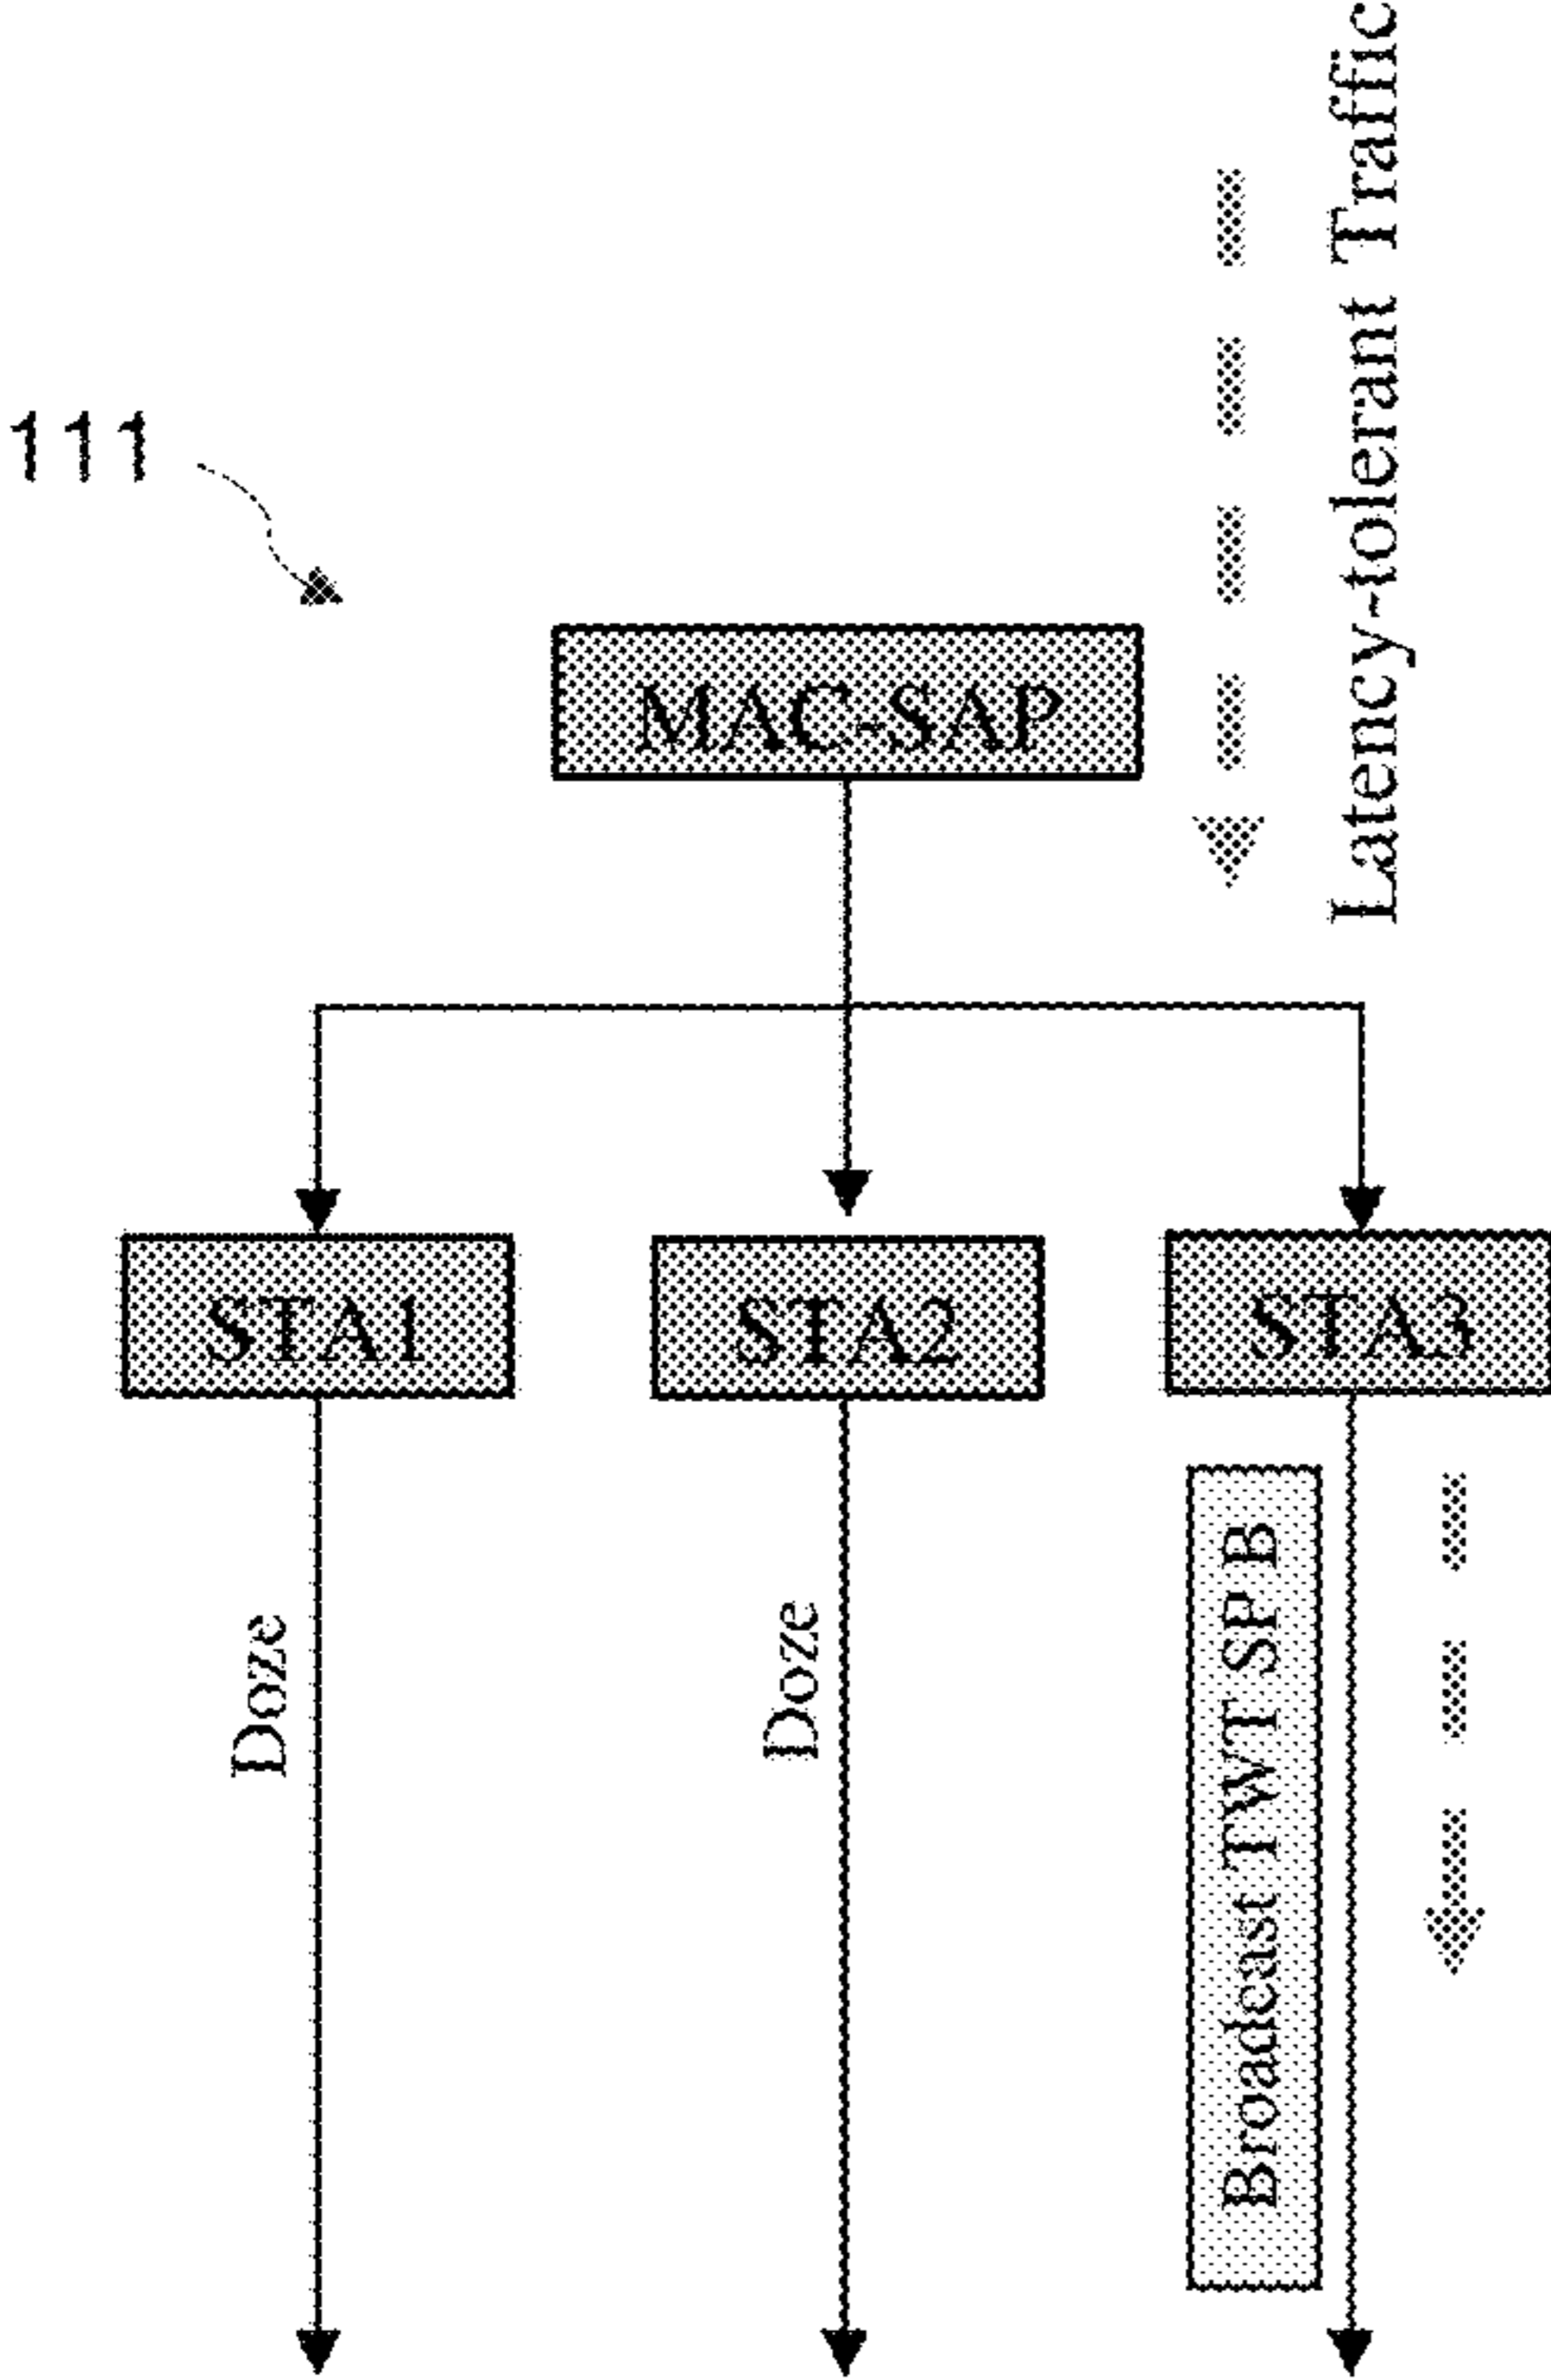 111
MAC-SAP
Latency-tolerant Traffic
STA1
STA2
STA3
Doze
Doze
Broadcast TWT SP B